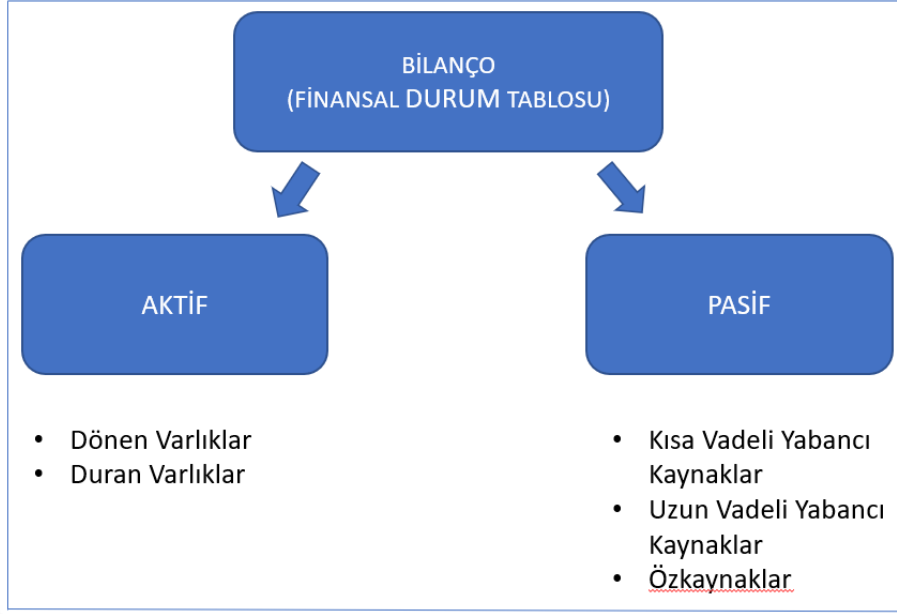 BİLANÇO
(FİNANSAL DURUM TABLOSU)
AKTİF
PASİF
• Dönen Varlıklar
• Duran Varlıklar
• Kısa Vadeli Yabancı
Kaynaklar
• Uzun Vadeli Yabancı
Kaynaklar
• Özkaynaklar